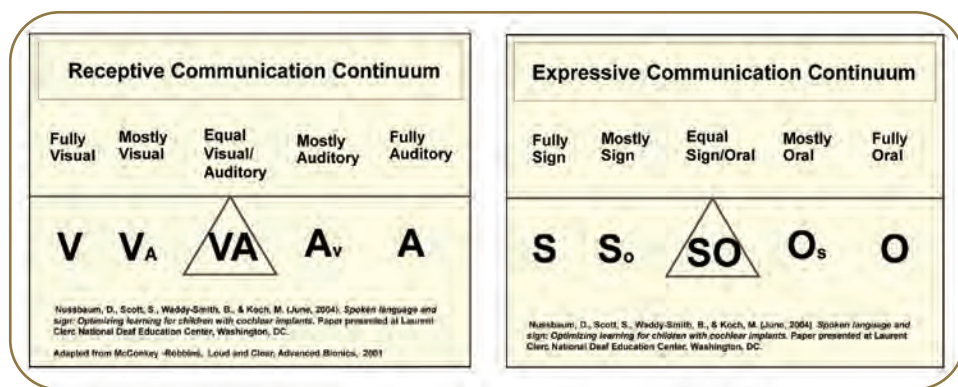 Receptive Communication Continuum
Fully Visual
Mostly Visual
Equal Visual/ Auditory
Mostly Auditory
Fully Auditory
V VA VA Av A
Nussbaum, D., Scott, S., Waddy-Smith, B., & Koch, M. (June, 2004). Spoken language and
sign: Optimizing learning for children with cochlear implants. Paper presented at Laurent
Clerc National Deaf Education Center, Washington, DC.
Adapted from McConkey -Robbins, Loud and Clear, Advanced Bionics, 2001
Expressive Communication Continuum
Fully Sign
Mostly Sign
Equal Sign/Oral
Mostly Oral
Fully Oral
S So SO Os O
Nussbaum, D., Scott, S., Waddy-Smith, B., & Koch, M. (June, 2004) Spoken language and
sign: Optimizing learning for children with cochlear implants. Paper presented at Laurent
Clerc National Deaf Education Center, Washington, DC.